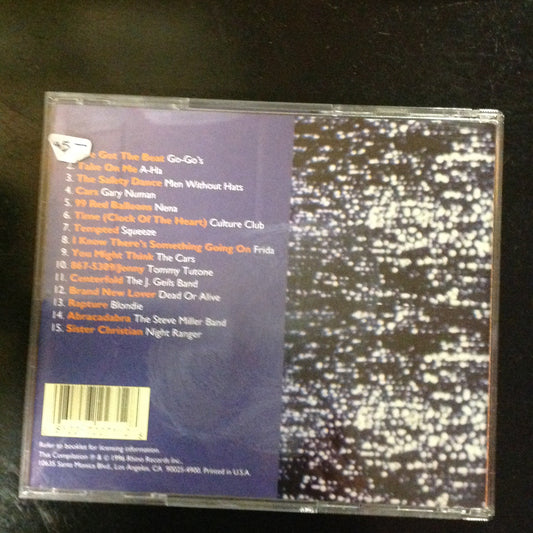 Got The Beat Go-Go's
2. Take On Me A-Ha
3. The Safety Dance Men Without Hats
4. Cars Gary Numan
5. 99 Red Balloons Nena
6. Time (Clock Of The Heart) Culture Club
7. Tempted Squeeze
8. I Know There's Something Going On Frida
9. You Might Think The Cars
10. 867-5309/Jenny Tommy Tutone
11. Centerfold The J. Geils Band
12. Brand New Lover Dead Or Alive
13. Rapture Blondie
14. Abracadabra The Steve Miller Band
15. Sister Christian Night Ranger
Refer to booklet for licensing information.
This Compilation ℗ & © 1996 Rhino Records Inc.,
10635 Santa Monica Blvd., Los Angeles, CA 90025-4900. Printed in U.S.A.